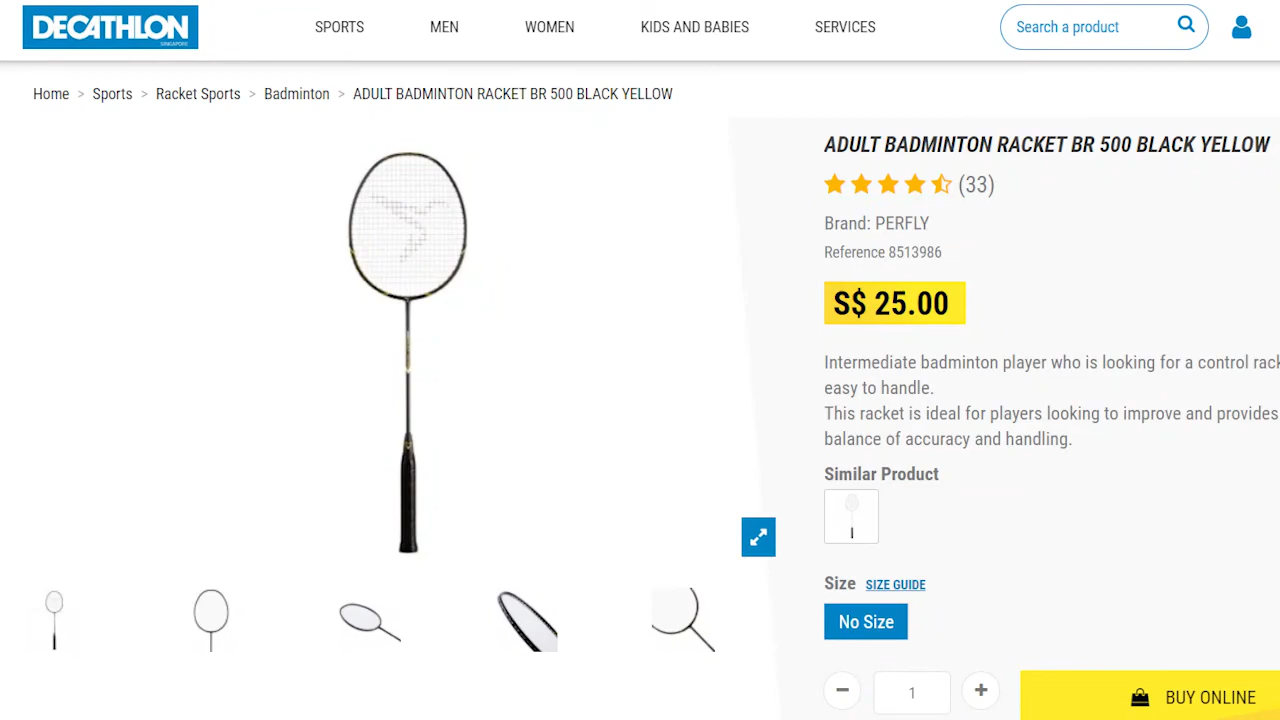 DECATHLON
SINGAPORE
SPORTS
MEN
WOMEN
KIDS AND BABIES
SERVICES
Search a product
Home > Sports > Racket Sports > Badminton > ADULT BADMINTON RACKET BR 500 BLACK YELLOW
ADULT BADMINTON RACKET BR 500 BLACK YELLOW
(33)
Brand: PERFLY
Reference 8513986
S$ 25.00
Intermediate badminton player who is looking for a control rack
easy to handle.
This racket is ideal for players looking to improve and provides
balance of accuracy and handling.
Similar Product
Size SIZE GUIDE
No Size
− 1 +
BUY ONLINE